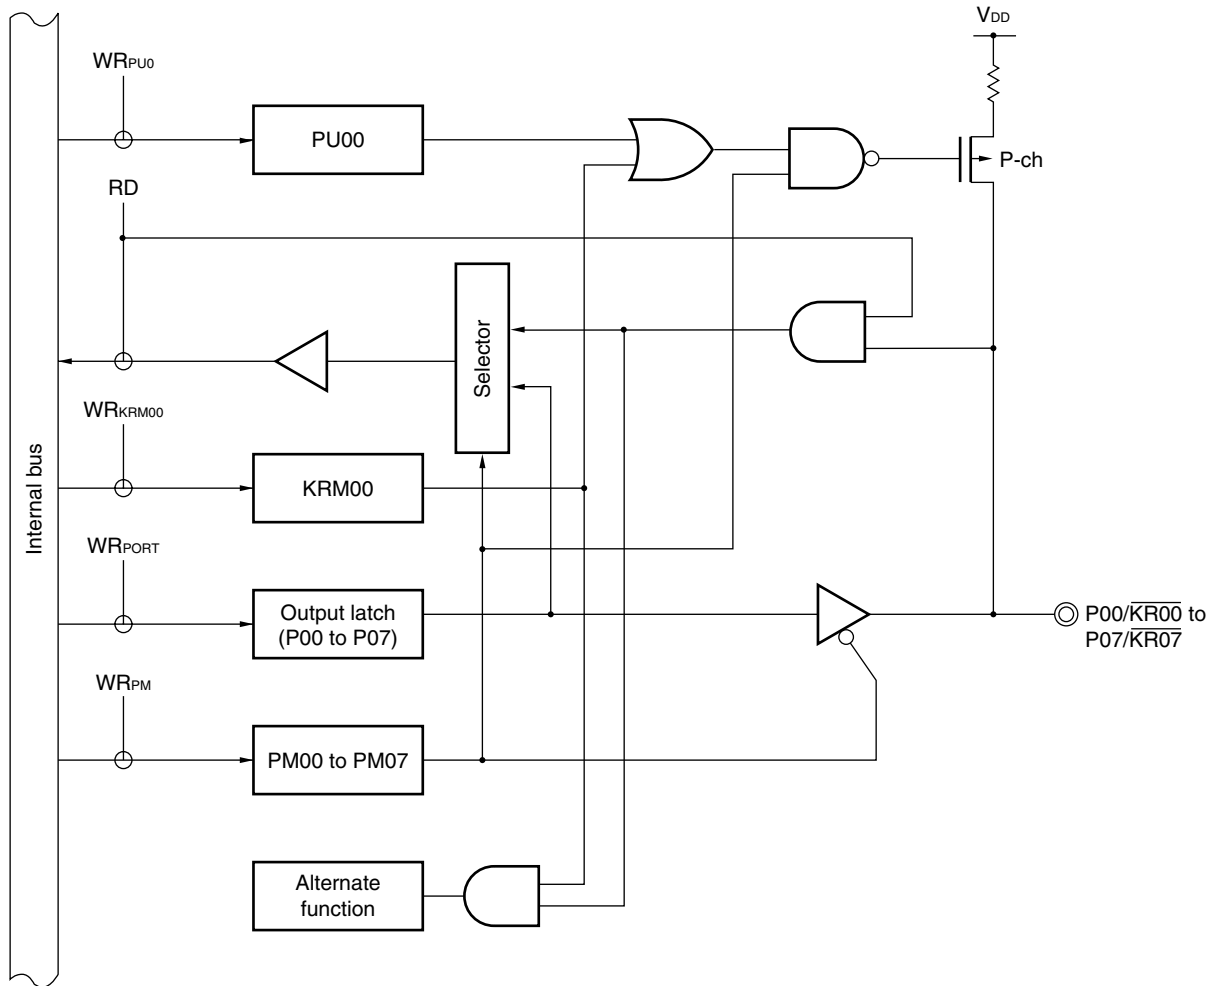 VDD
WRPU0
PU00
P-ch
RD
Selector
WRKRM00
Internal bus
KRM00
WRPORT
Output latch
(P00 to P07)
P00/KR00 to
P07/KR07
WRPM
PM00 to PM07
Alternate
function